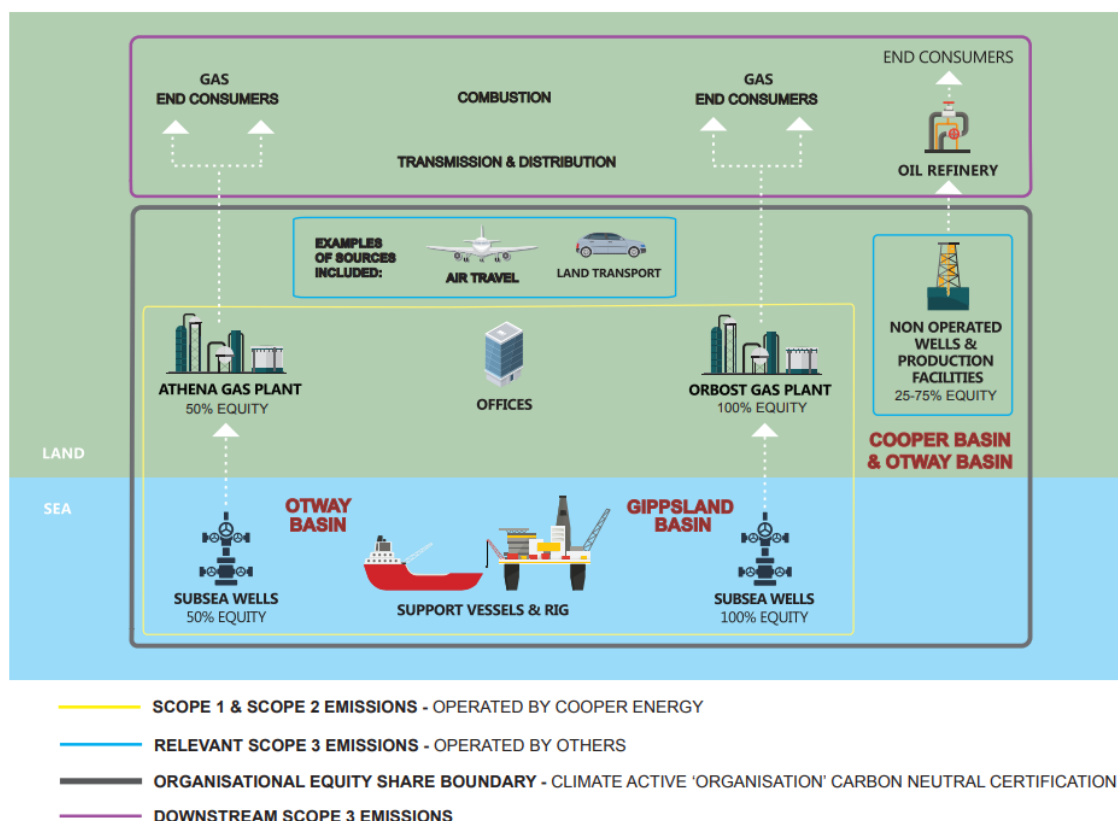 END CONSUMERS
GAS
END CONSUMERS
COMBUSTION
GAS
END CONSUMERS
TRANSMISSION & DISTRIBUTION
OIL REFINERY
EXAMPLES
OF SOURCES
INCLUDED:
AIR TRAVEL
LAND TRANSPORT
NON OPERATED
WELLS &
PRODUCTION
FACILITIES
25-75% EQUITY
ATHENA GAS PLANT
50% EQUITY
OFFICES
ORBOST GAS PLANT
100% EQUITY
COOPER BASIN
& OTWAY BASIN
LAND
SEA
OTWAY
BASIN
GIPPSLAND
BASIN
SUBSEA WELLS
50% EQUITY
SUPPORT VESSELS & RIG
SUBSEA WELLS
100% EQUITY
SCOPE 1 & SCOPE 2 EMISSIONS - OPERATED BY COOPER ENERGY
RELEVANT SCOPE 3 EMISSIONS - OPERATED BY OTHERS
ORGANISATIONAL EQUITY SHARE BOUNDARY - CLIMATE ACTIVE ‘ORGANISATION’ CARBON NEUTRAL CERTIFICATION
DOWNSTREAM SCOPE 3 EMISSIONS